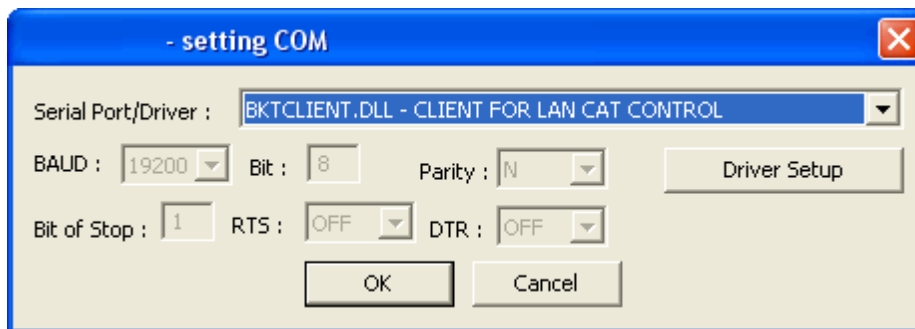 - setting COM
Serial Port/Driver : BKTCLIENT.DLL - CLIENT FOR LAN CAT CONTROL
BAUD : 19200 Bit : 8 Parity : N Driver Setup
Bit of Stop : 1 RTS : OFF DTR : OFF
OK Cancel